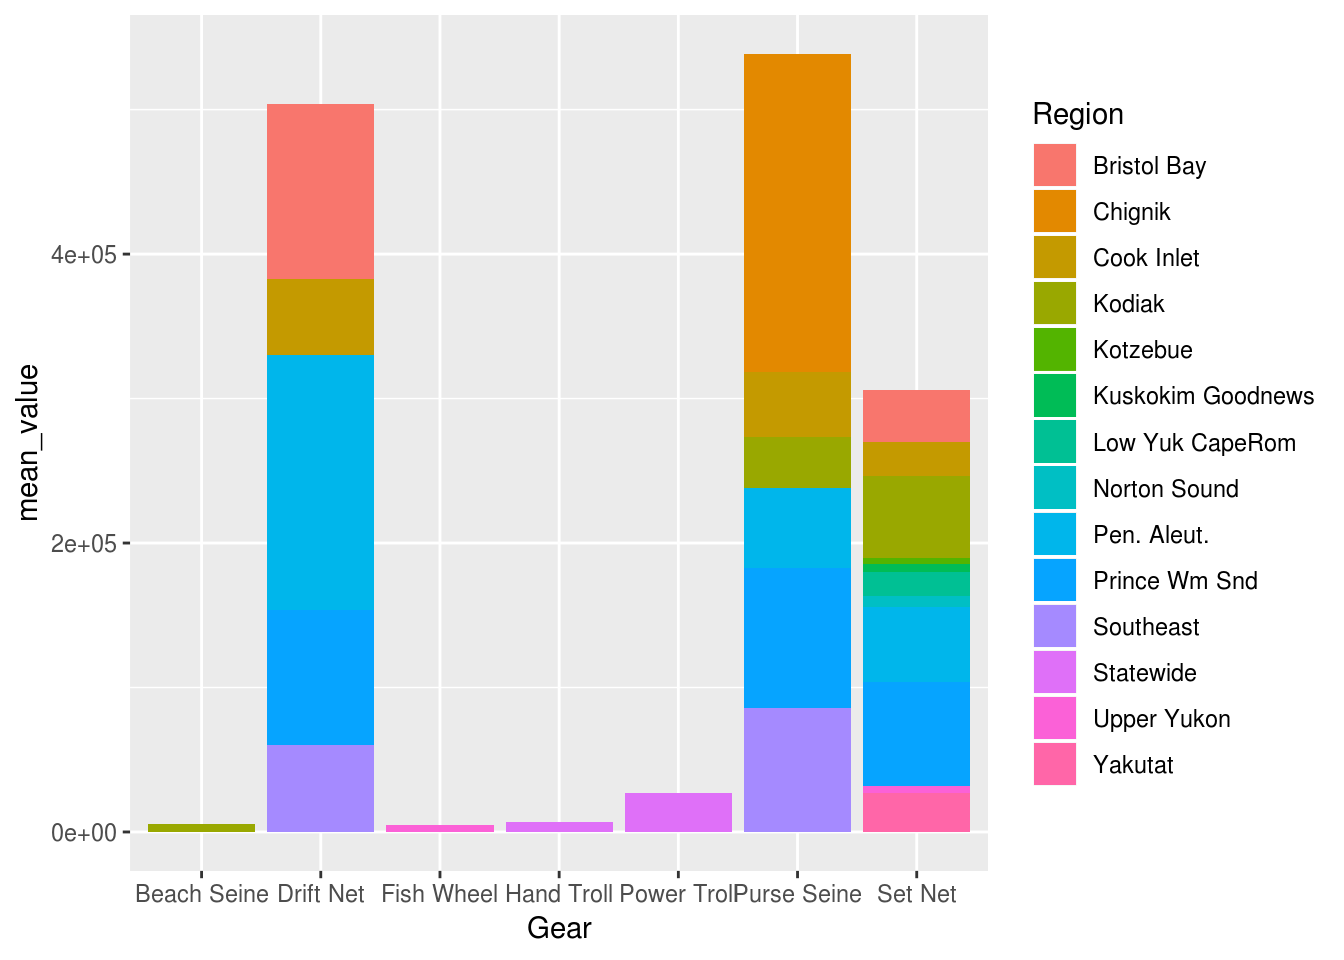 Region
Bristol Bay
Chignik
Cook Inlet
Kodiak
Kotzebue
Kuskokim Goodnews
Low Yuk CapeRom
Norton Sound
Pen. Aleut.
Prince Wm Snd
Southeast
Statewide
Upper Yukon
Yakutat
mean_value
4e+05
2e+05
0e+00
Beach Seine Drift Net Fish Wheel Hand Troll Power Troll Purse Seine Set Net
Gear